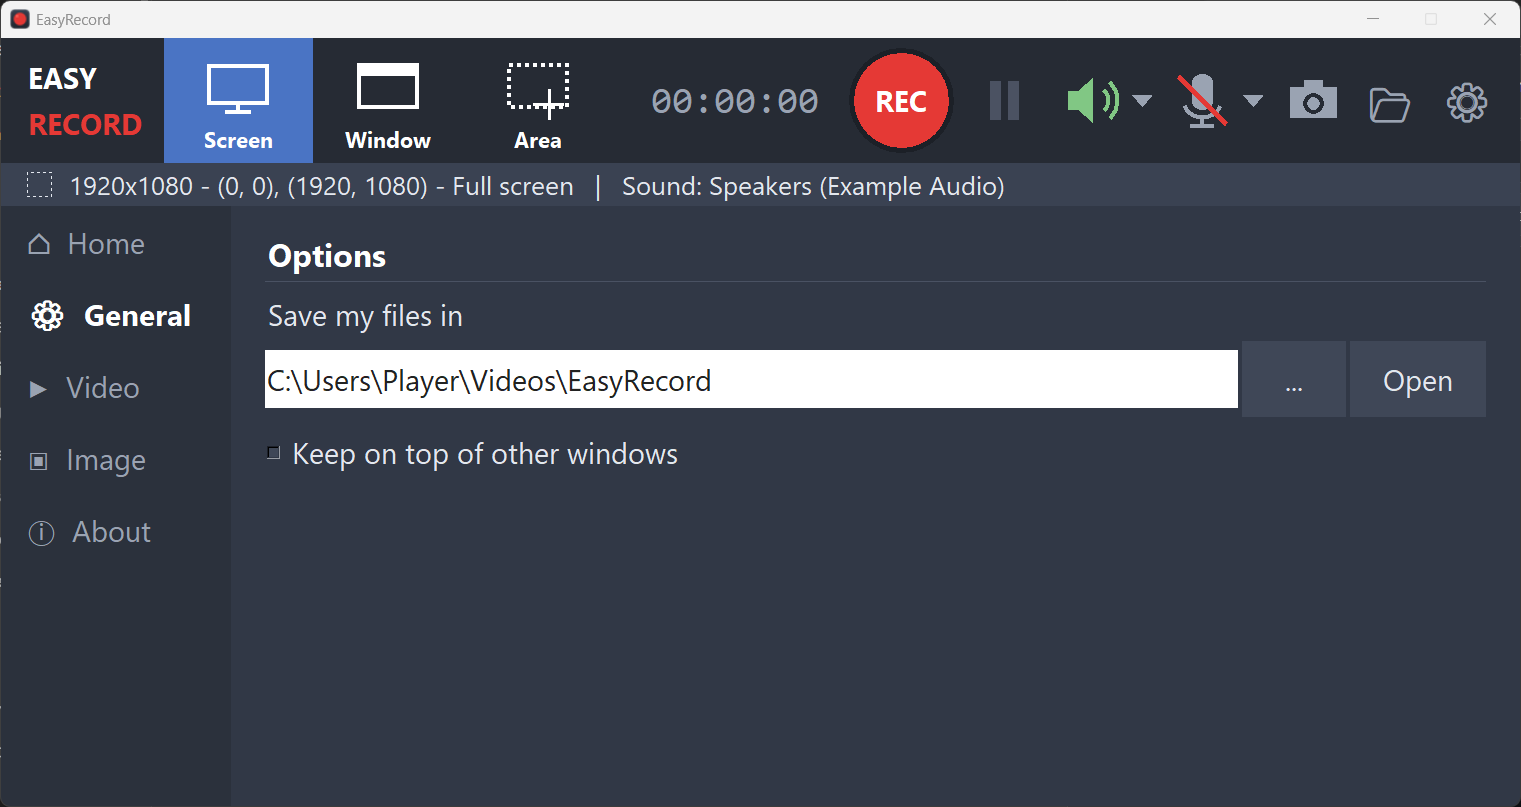 EasyRecord
EASY
RECORD
Screen
Window
Area
00:00:00
REC
1920x1080 - (0, 0), (1920, 1080) - Full screen | Sound: Speakers (Example Audio)
Home
General
Video
Image
About
Options
Save my files in
C:\Users\Player\Videos\EasyRecord
...
Open
Keep on top of other windows